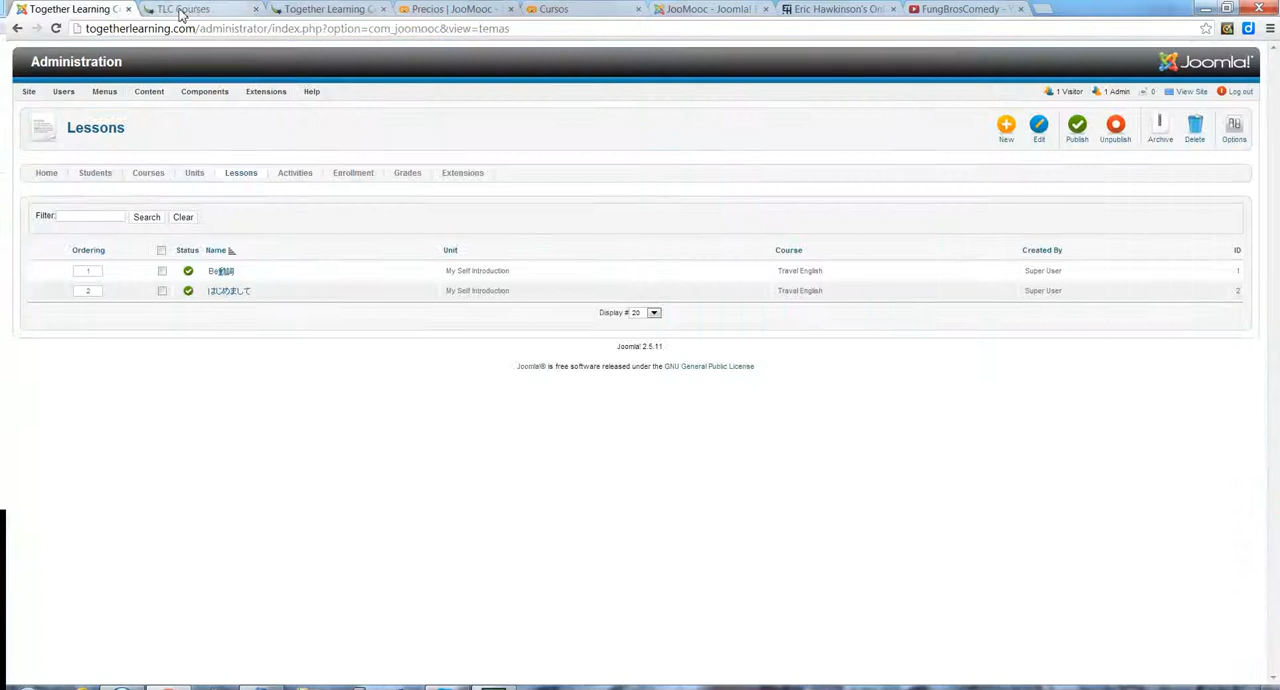 Together Learning C
TLC Courses
Together Learning C
Precios | JooMooc -
Cursos
JooMooc - Joomla! E
Eric Hawkinson's Onl
FungBrosComedy - Y
togetherlearning.com/administrator/index.php?option=com_joomooc&view=temas
Administration
Joomla!
Site Users Menus Content Components Extensions Help
1 Visitor 1 Admin 0 View Site Log out
Lessons
New Edit Publish Unpublish Archive Delete Options
Home Students Courses Units Lessons Activities Enrollment Grades Extensions
Filter: Search Clear
Ordering Status Name Unit Course Created By ID
1 Be動詞 My Self Introduction Travel English Super User 1
2 はじめまして My Self Introduction Travel English Super User 2
Display # 20
Joomla! 2.5.11
Joomla!® is free software released under the GNU General Public License